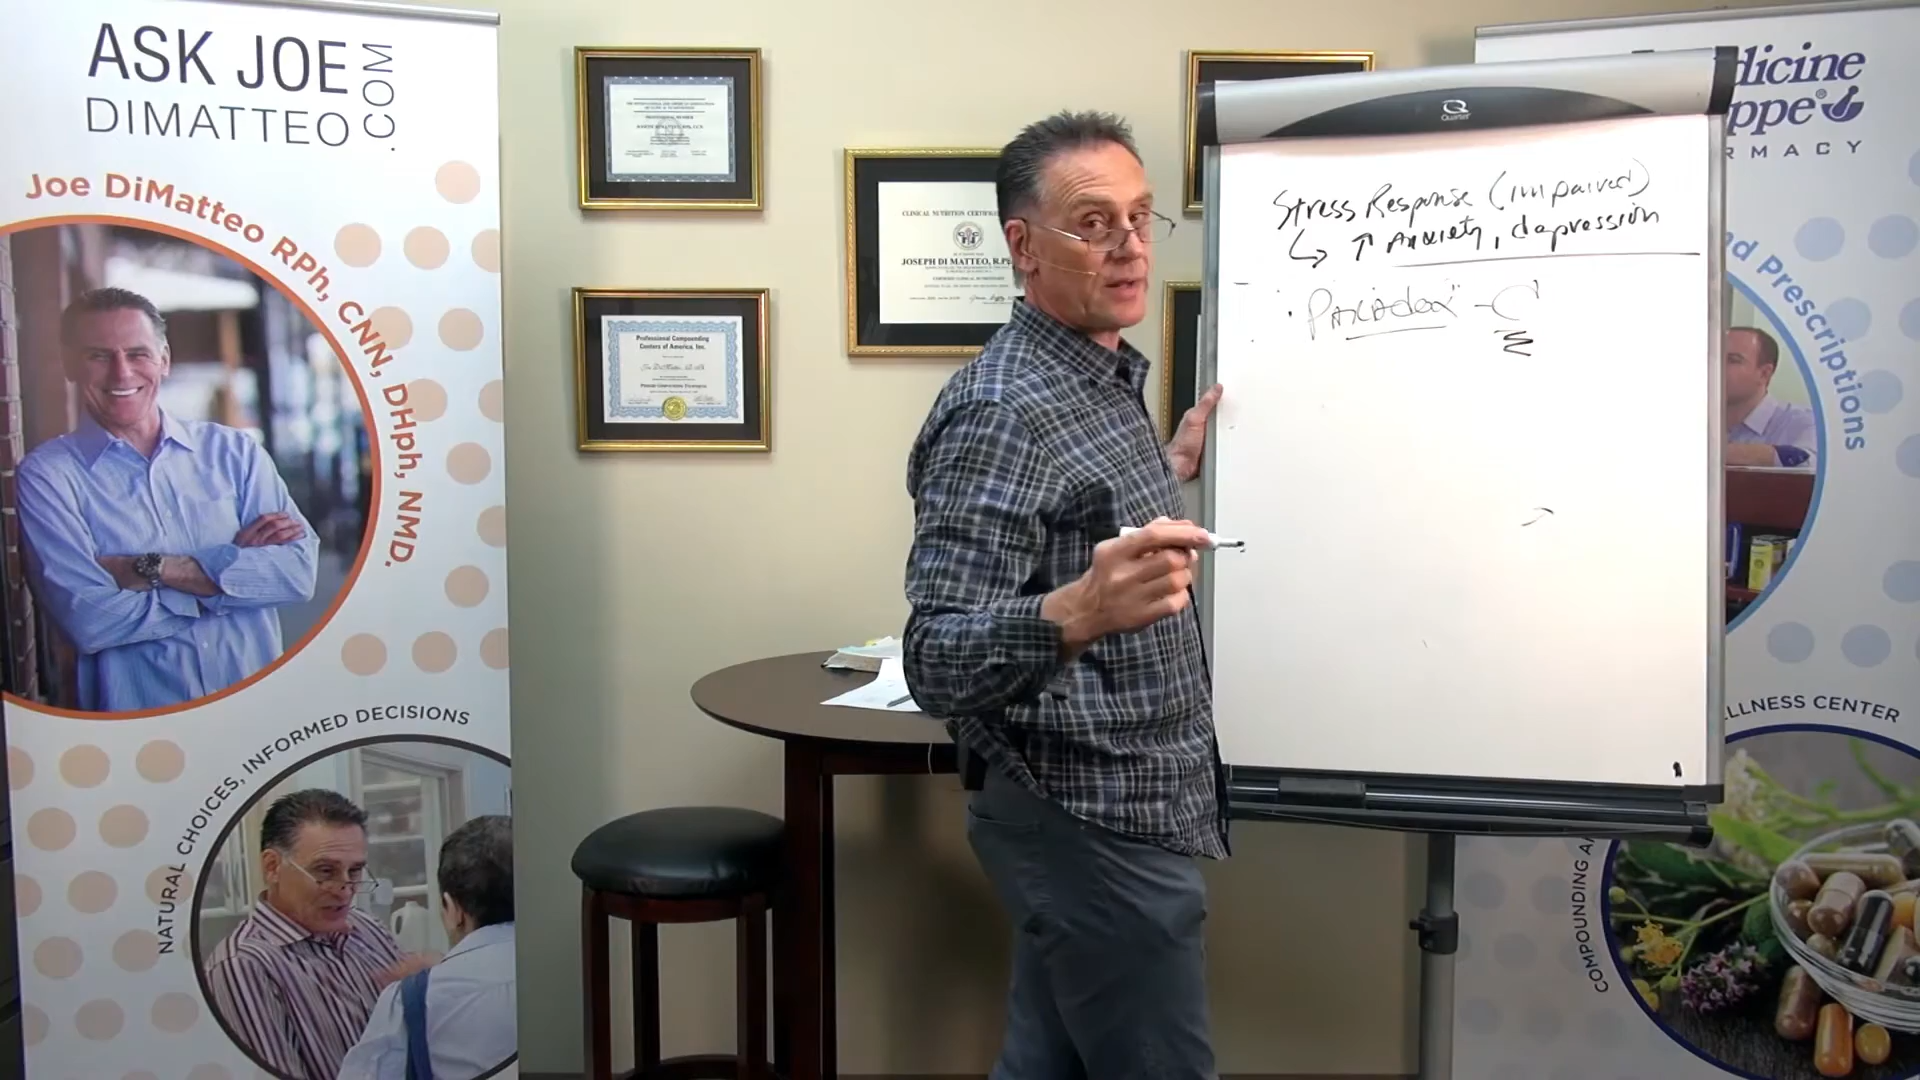 ASK JOE
DIMATTEO
.COM
Joe DiMatteo RPh, CNN, DHph, NMD.
NATURAL CHOICES, INFORMED DECISIONS
Professional Compounding
Centers of America, Inc.
CLINICAL NUTRITION CERTIFICA
JOSEPH DI MATTEO, R.Ph
Quartet
Stress Response (impaired)
↳ ↑ Anxiety, depression
dicine
ppe®
RMACY
nd Prescriptions
LLNESS CENTER
COMPOUNDING A